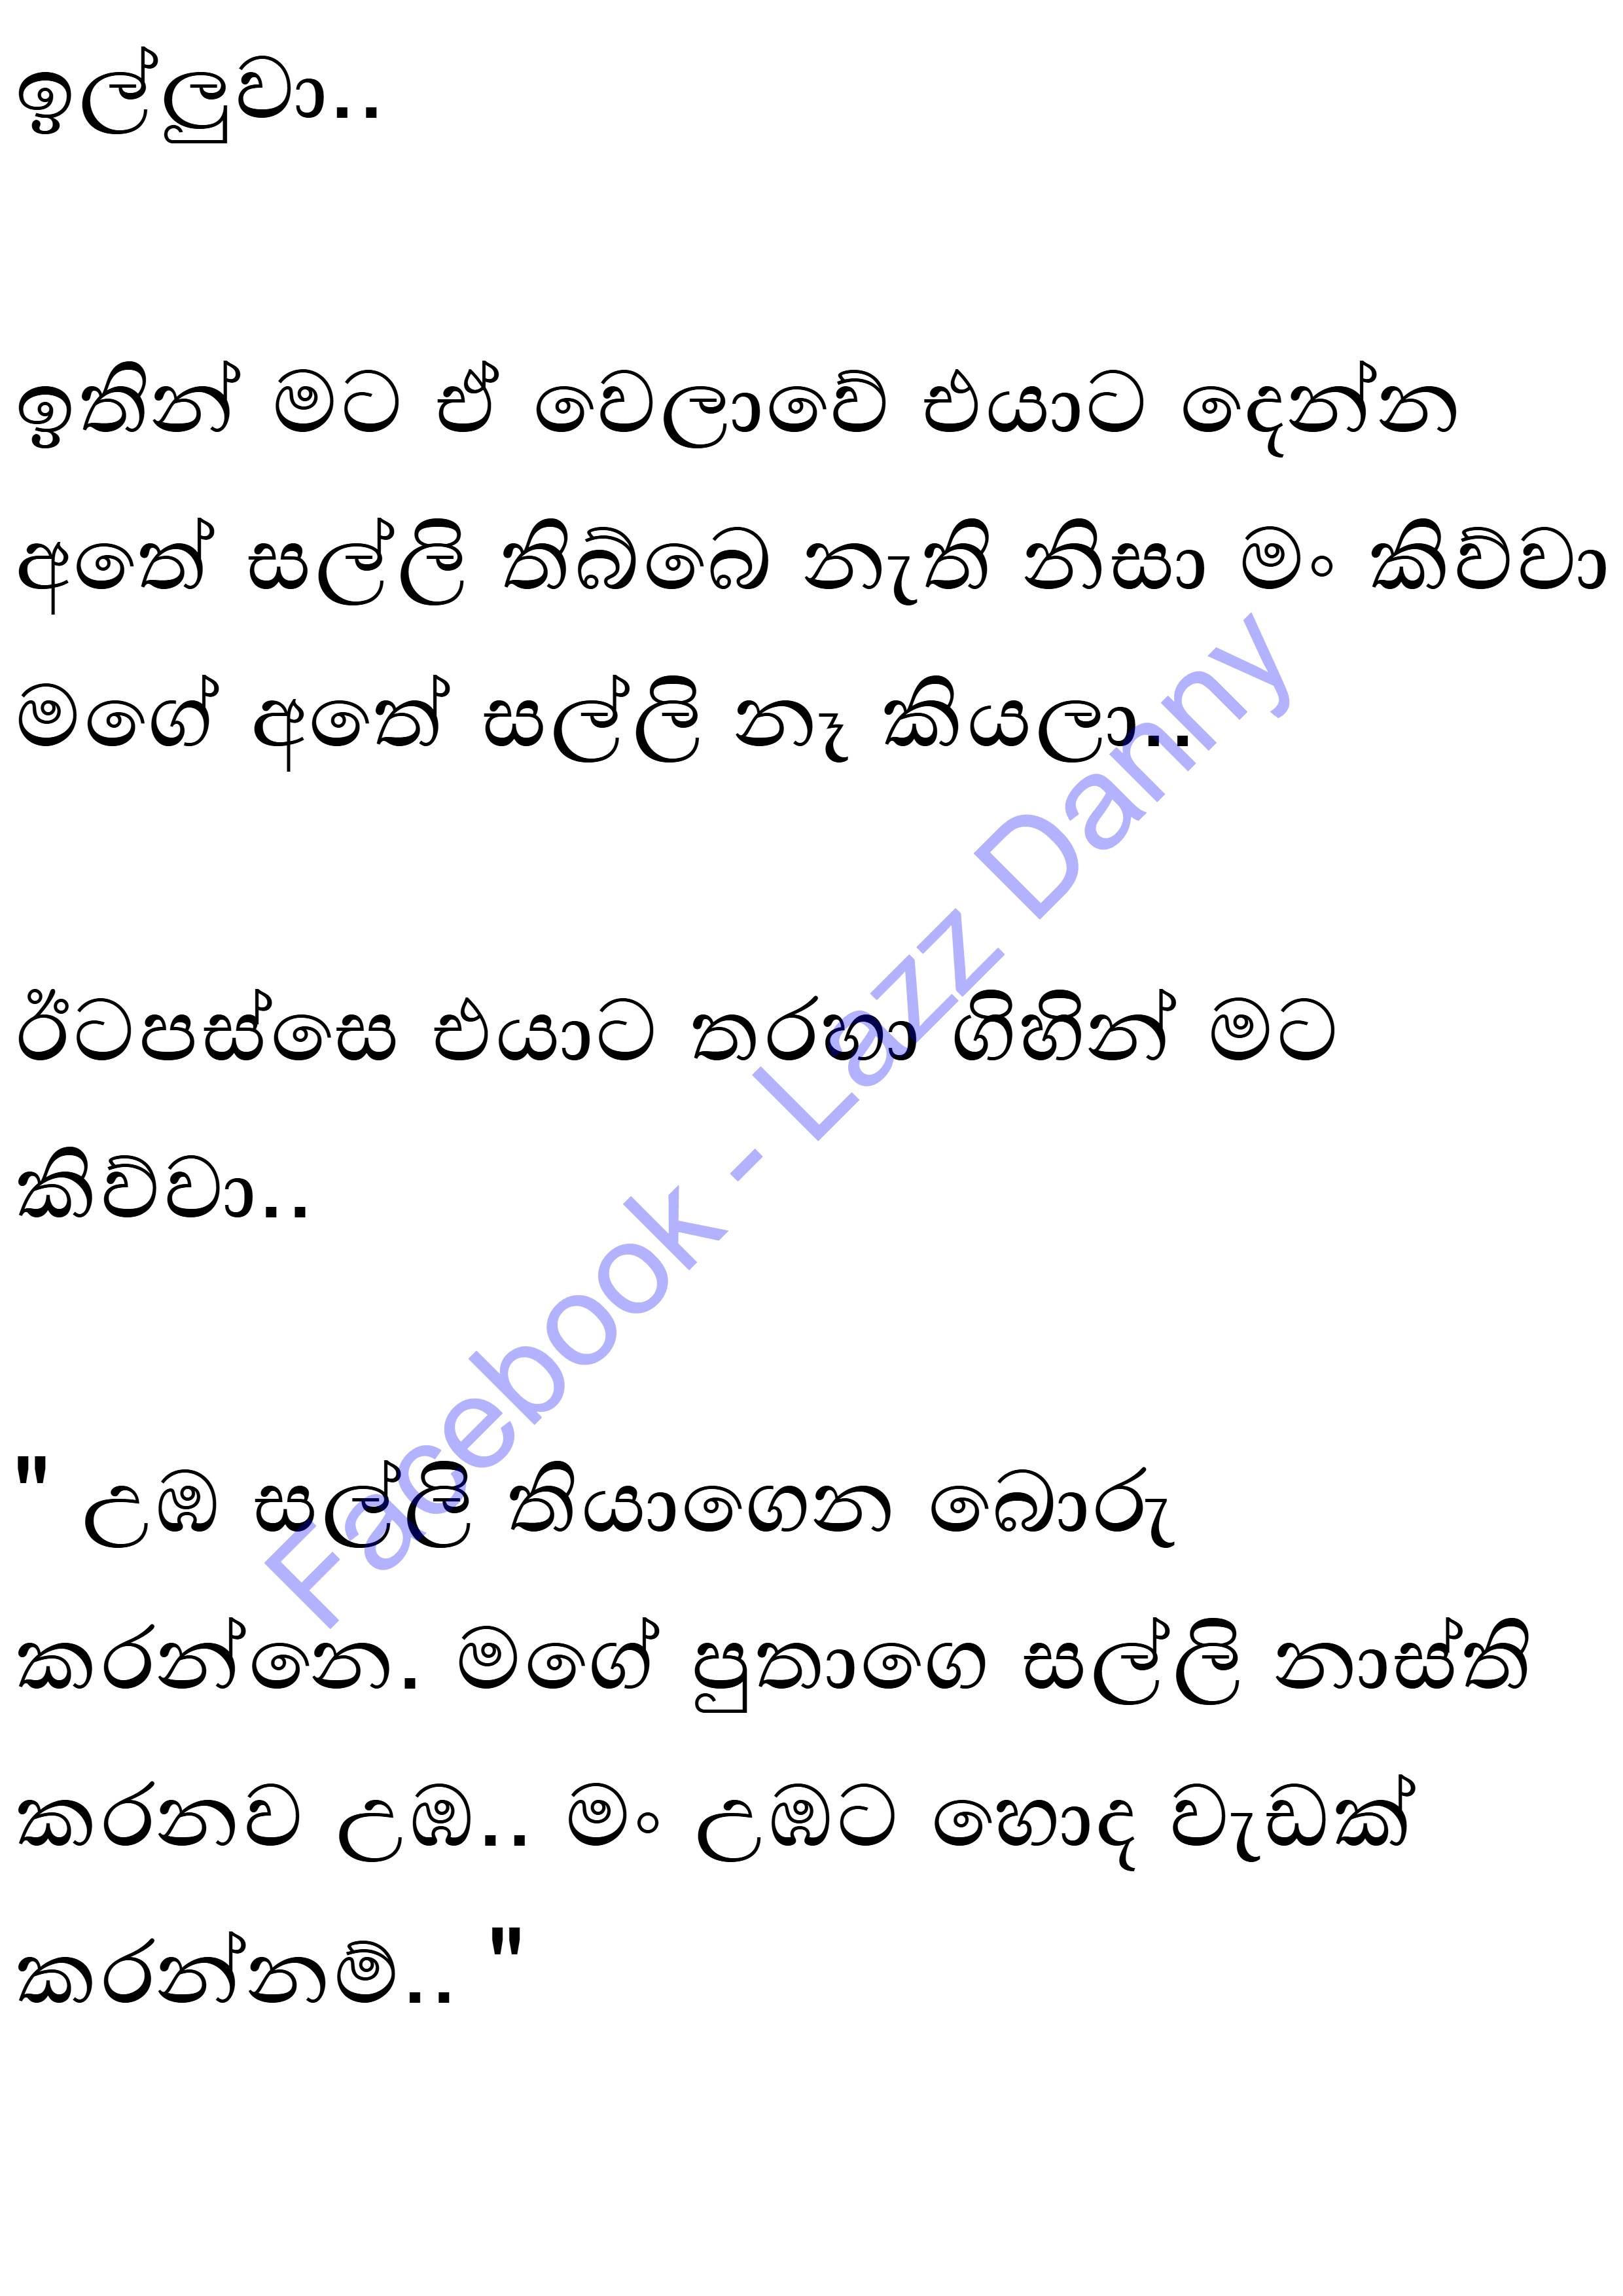 ඉල්ලුවා..
ඉතින් මට ඒ වෙලාවේ එයාට දෙන්න
අතේ සල්ලි තිබ්බෙ නැති නිසා මං කිව්වා
මගේ අතේ සල්ලි නෑ කියලා..
ඊටපස්සෙ එයාට තරහා ගිහින් මට
කිව්වා..
" උඹ සල්ලි තියාගෙන බොරු
කරන්නෙ. මගේ පුතාගෙ සල්ලි නාස්ති
කරනව උඹ.. මං උඹට හොද වැඩක්
කරන්නම්.. "
Facebook - Lazz Danny